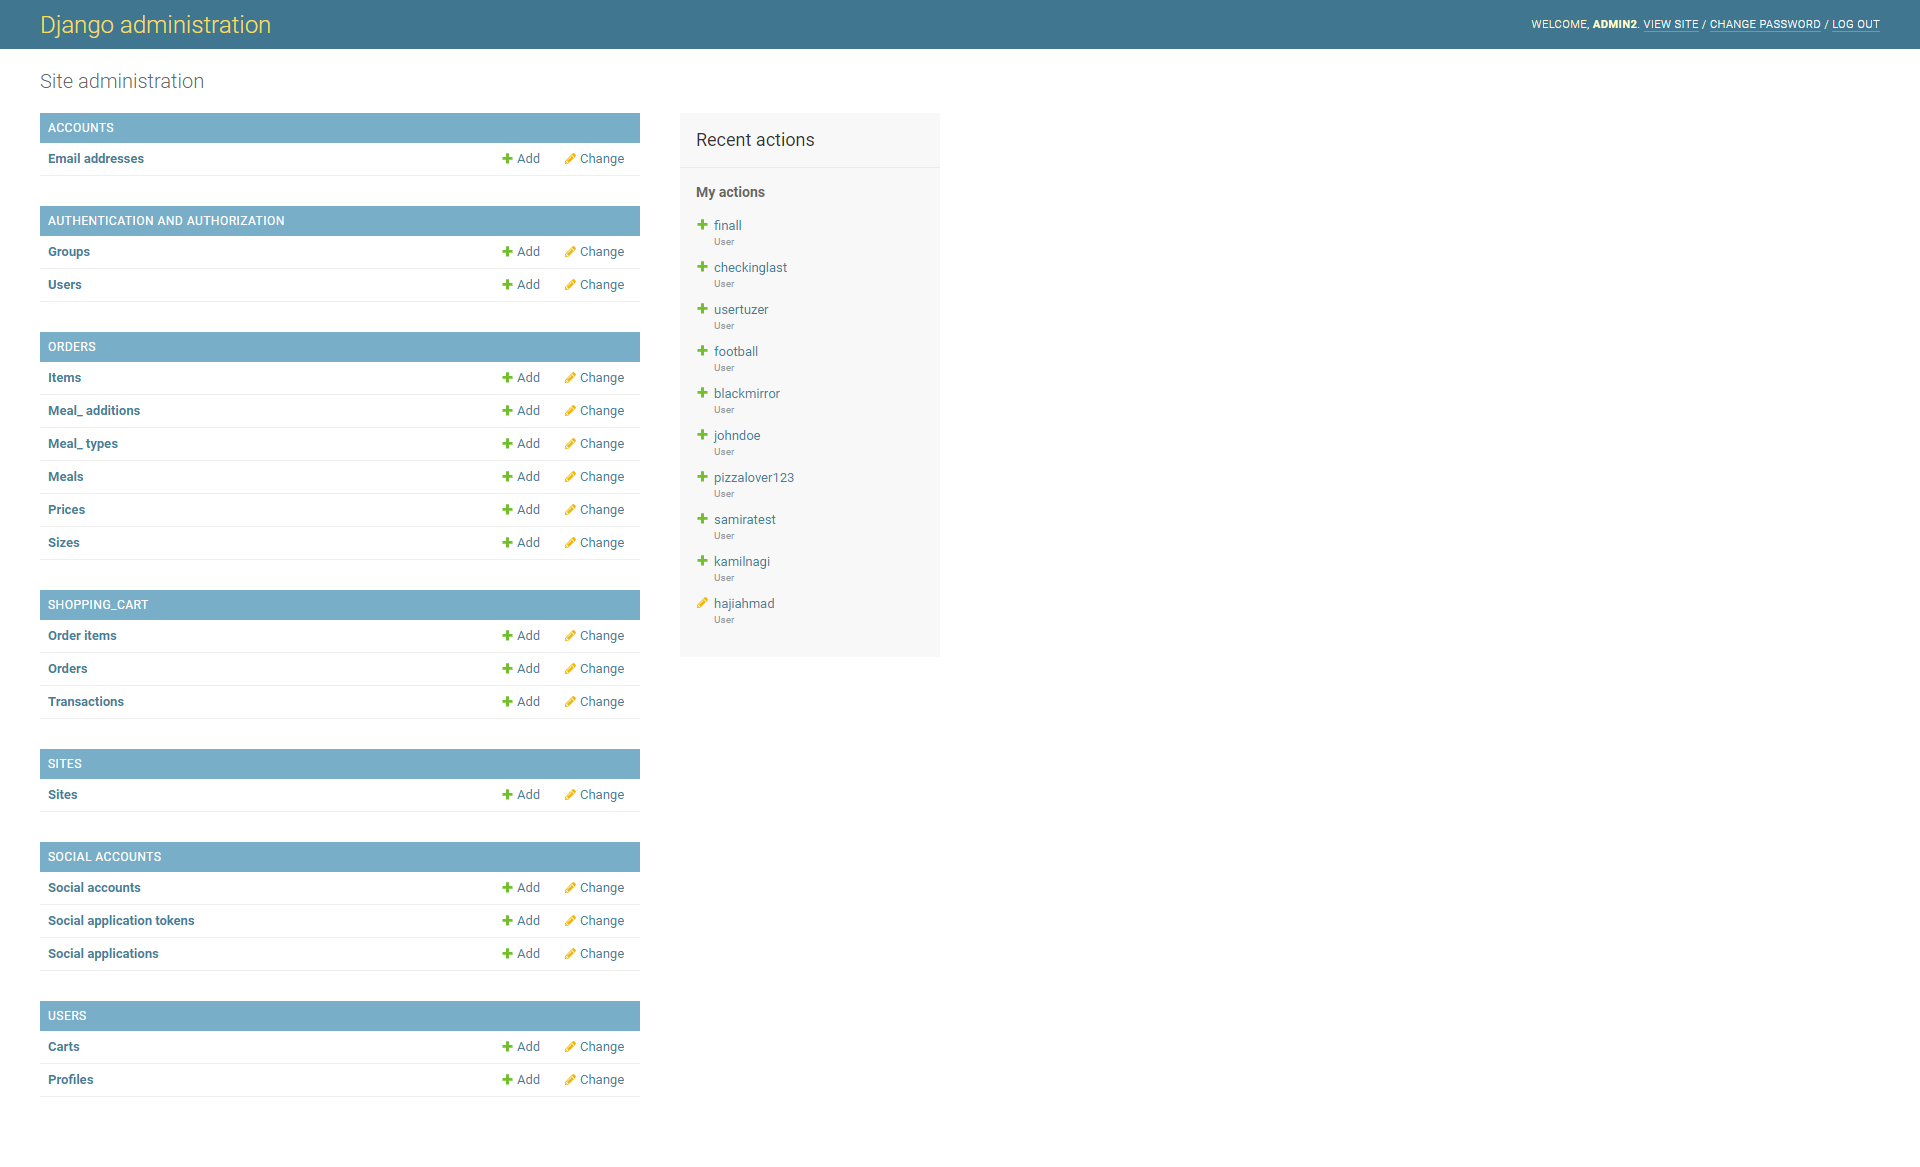 Django administration
WELCOME, ADMIN2. VIEW SITE / CHANGE PASSWORD / LOG OUT
Site administration
ACCOUNTS
Email addresses Add Change
AUTHENTICATION AND AUTHORIZATION
Groups Add Change
Users Add Change
ORDERS
Items Add Change
Meal_ additions Add Change
Meal_ types Add Change
Meals Add Change
Prices Add Change
Sizes Add Change
SHOPPING_CART
Order items Add Change
Orders Add Change
Transactions Add Change
SITES
Sites Add Change
SOCIAL ACCOUNTS
Social accounts Add Change
Social application tokens Add Change
Social applications Add Change
USERS
Carts Add Change
Profiles Add Change
Recent actions
My actions
finall
User
checkinglast
User
usertuzer
User
football
User
blackmirror
User
johndoe
User
pizzalover123
User
samiratest
User
kamilnagi
User
hajiahmad
User